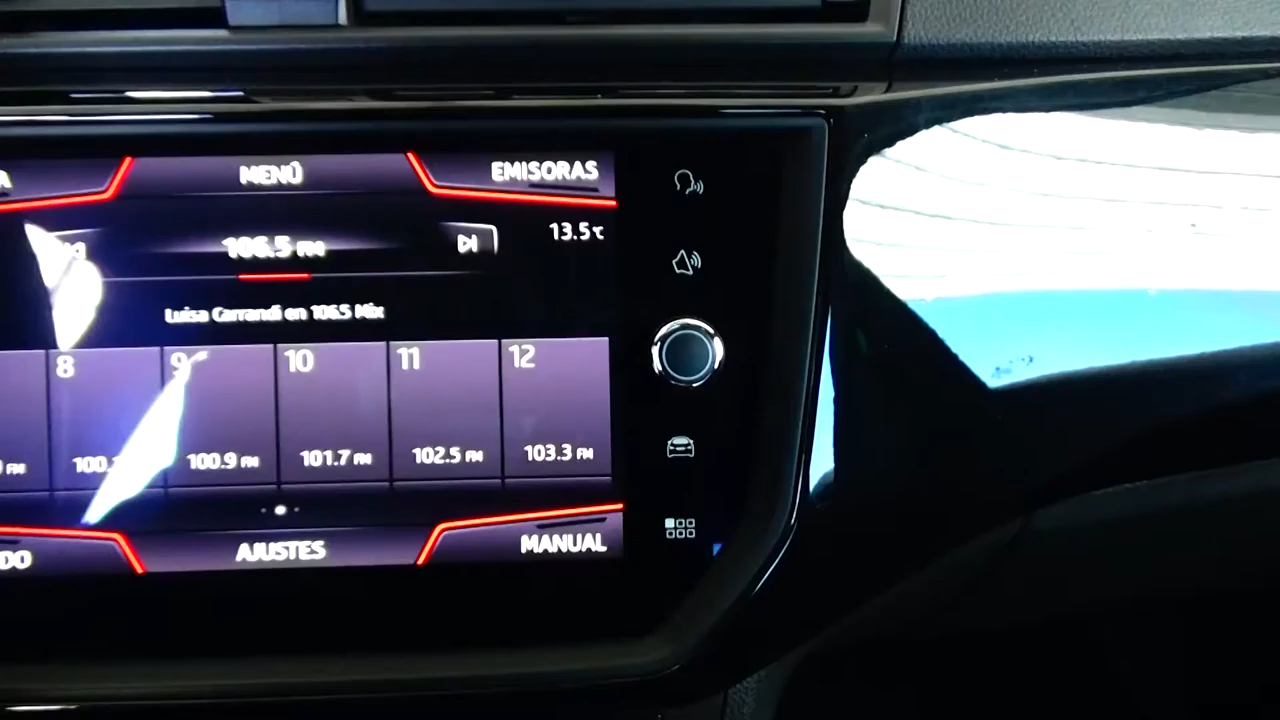 MENÚ
EMISORAS
106.5 FM
13.5°C
Luisa Carrandi en 106.5 Mix
8
9
10
11
12
100.9 FM
101.7 FM
102.5 FM
103.3 FM
AJUSTES
MANUAL